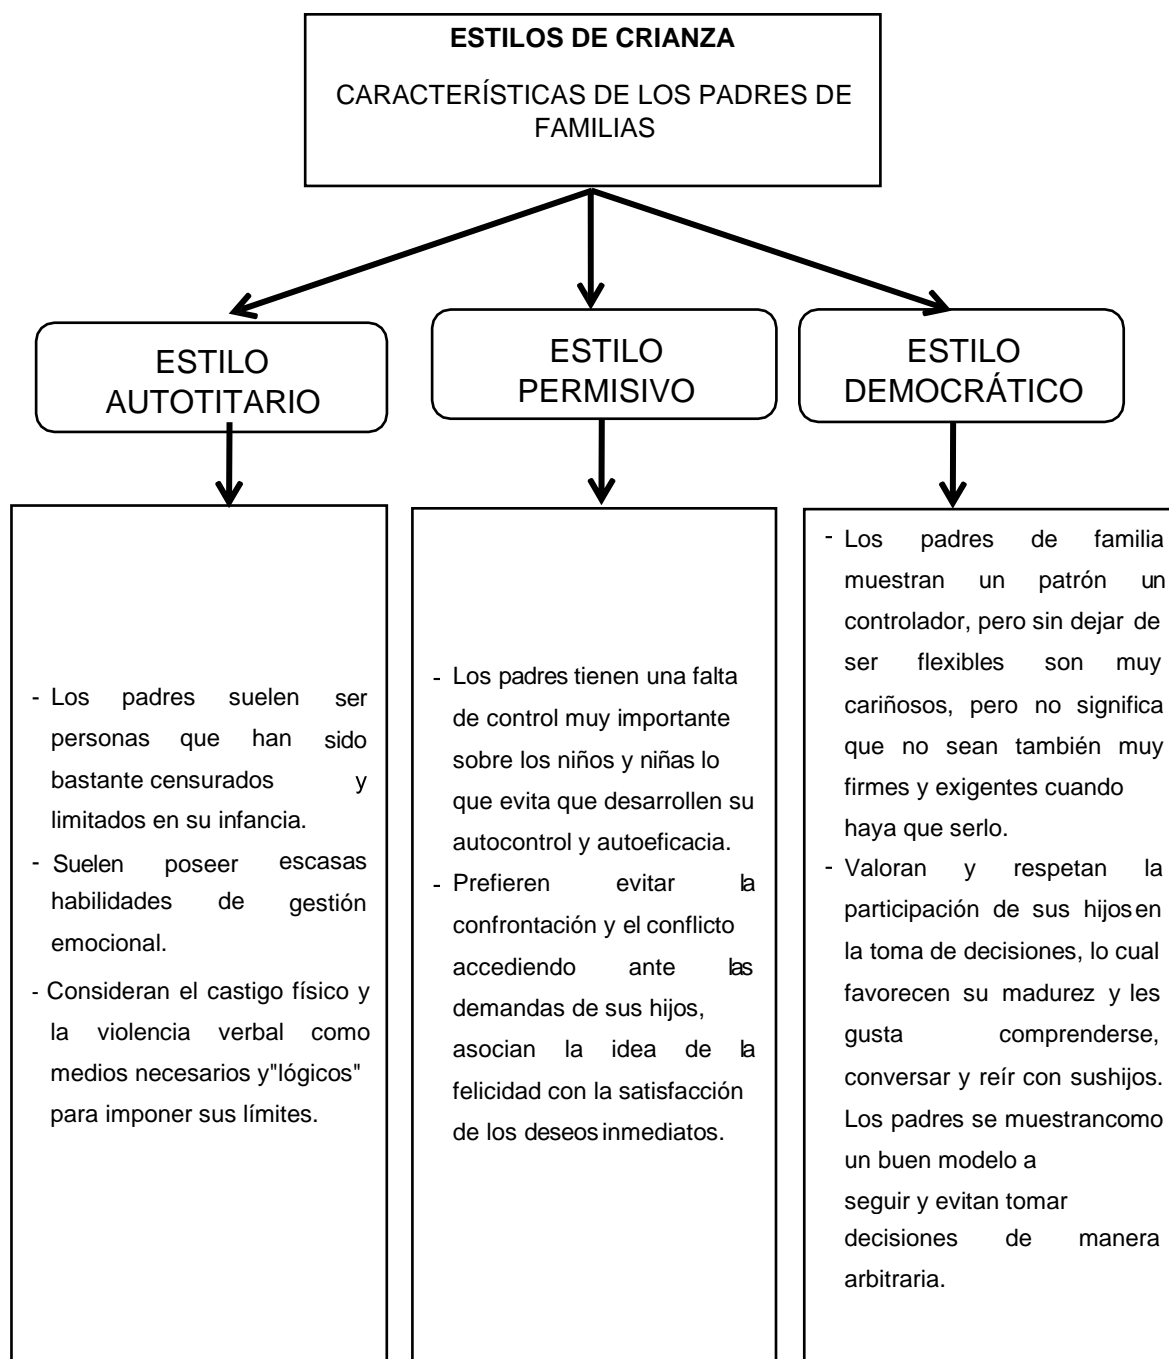 ESTILOS DE CRIANZA
CARACTERÍSTICAS DE LOS PADRES DE
FAMILIAS
ESTILO
AUTOTITARIO
ESTILO
PERMISIVO
ESTILO
DEMOCRÁTICO
- Los padres suelen ser
personas que han sido
bastante censurados y
limitados en su infancia.
- Suelen poseer escasas
habilidades de gestión
emocional.
- Consideran el castigo físico y
la violencia verbal como
medios necesarios y"lógicos"
para imponer sus límites.
- Los padres tienen una falta
de control muy importante
sobre los niños y niñas lo
que evita que desarrollen su
autocontrol y autoeficacia.
- Prefieren evitar la
confrontación y el conflicto
accediendo ante las
demandas de sus hijos,
asocian la idea de la
felicidad con la satisfacción
de los deseos inmediatos.
- Los padres de familia
muestran un patrón un
controlador, pero sin dejar de
ser flexibles son muy
cariñosos, pero no significa
que no sean también muy
firmes y exigentes cuando
haya que serlo.
- Valoran y respetan la
participación de sus hijos en
la toma de decisiones, lo cual
favorecen su madurez y les
gusta comprenderse,
conversar y reír con sushijos.
Los padres se muestrancomo
un buen modelo a
seguir y evitan tomar
decisiones de manera
arbitraria.